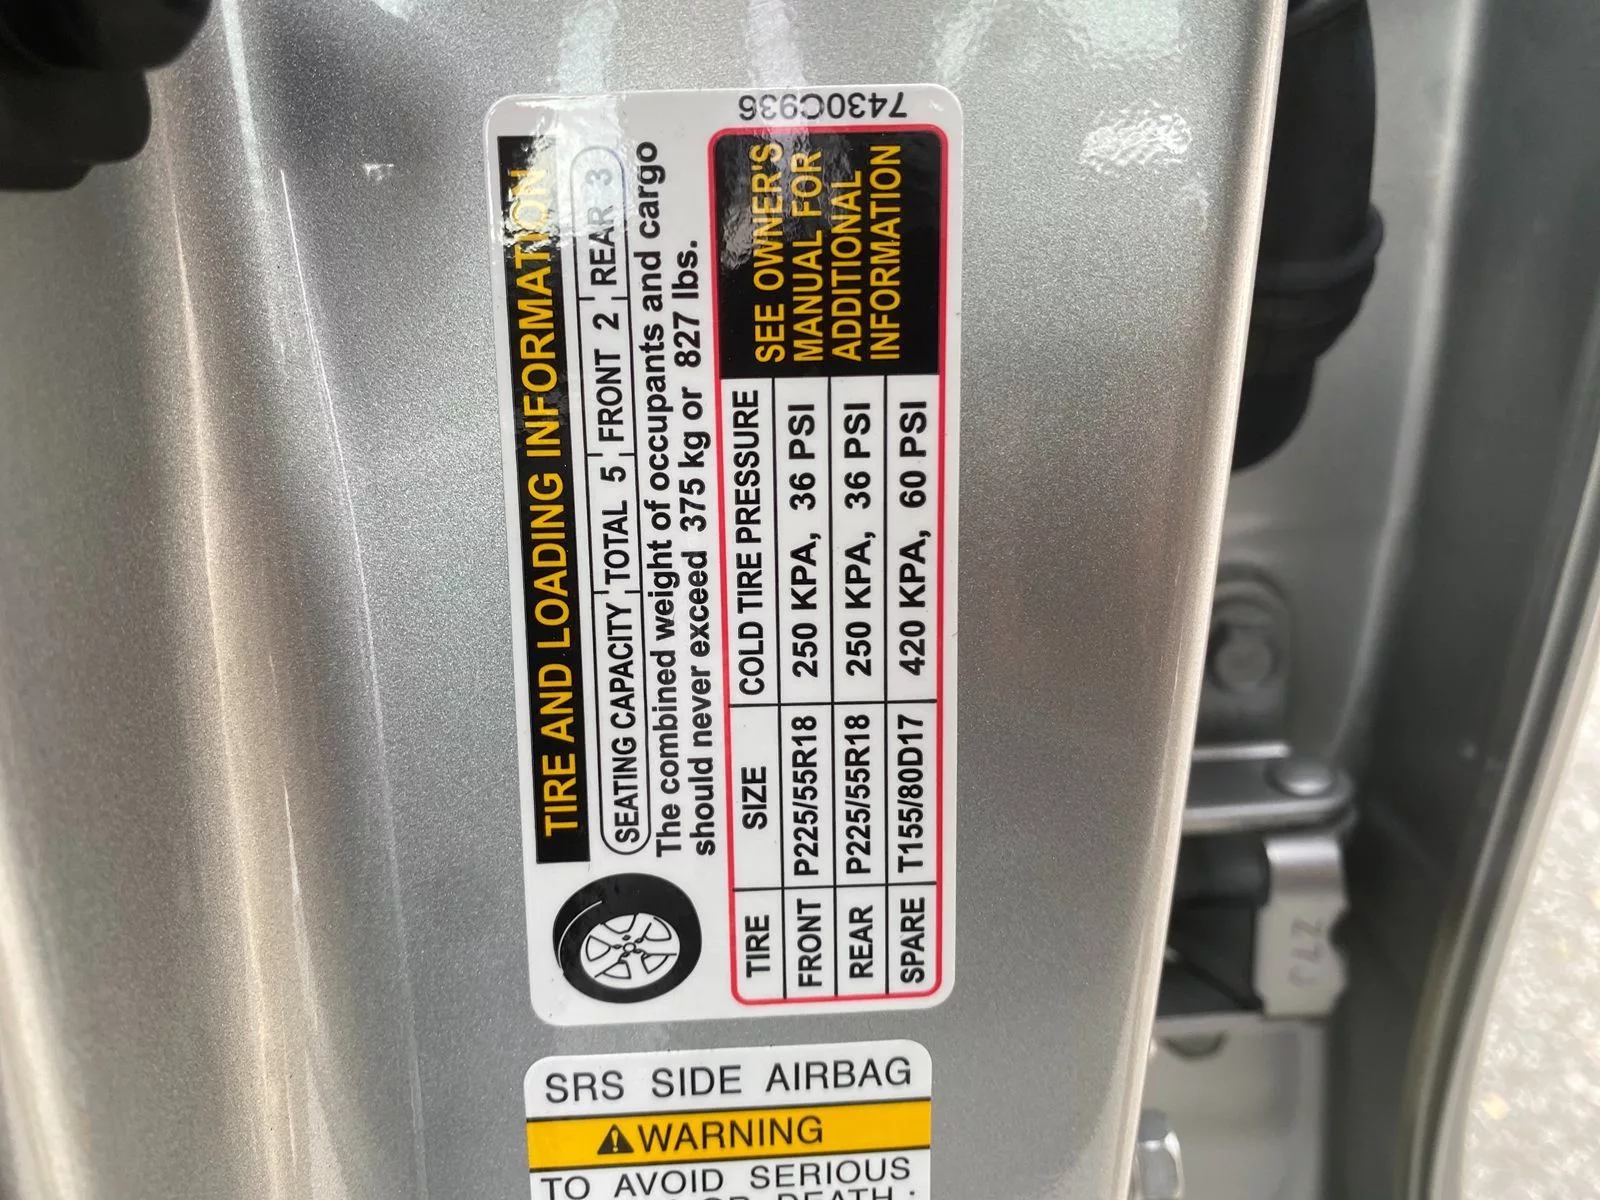 7430C936
TIRE AND LOADING INFORMATION
SEATING CAPACITY TOTAL 5 FRONT 2 REAR 3
The combined weight of occupants and cargo
should never exceed 375 kg or 827 lbs.
TIRE SIZE COLD TIRE PRESSURE
FRONT P225/55R18 250 KPA, 36 PSI
REAR P225/55R18 250 KPA, 36 PSI
SPARE T155/80D17 420 KPA, 60 PSI
SEE OWNER'S
MANUAL FOR
ADDITIONAL
INFORMATION
SRS SIDE AIRBAG
WARNING
TO AVOID SERIOUS
OR DEATH